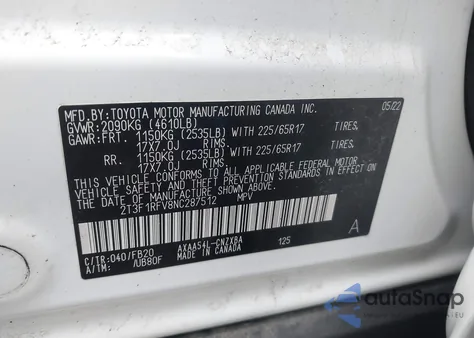 MFD.BY:TOYOTA MOTOR MANUFACTURING CANADA INC. 05/22
GVWR:2090KG (4610LB)
GAWR:FRT. 1150KG (2535LB) WITH 225/65R17 TIRES.
17X7.0J RIMS.
RR. 1150KG (2535LB) WITH 225/65R17 TIRES.
17X7.0J RIMS.
THIS VEHICLE CONFORMS TO ALL APPLICABLE FEDERAL MOTOR
VEHICLE SAFETY, BUMPER, AND THEFT PREVENTION STANDARDS
IN EFFECT ON THE DATE OF MANUFACTURE SHOWN ABOVE.
2T3F1RFV8NC287512 MPV
C/TR:040/FB20 AXAA54L-CNZXBA 125 A
A/TM: /UB80F MADE IN CANADA
autoSnap